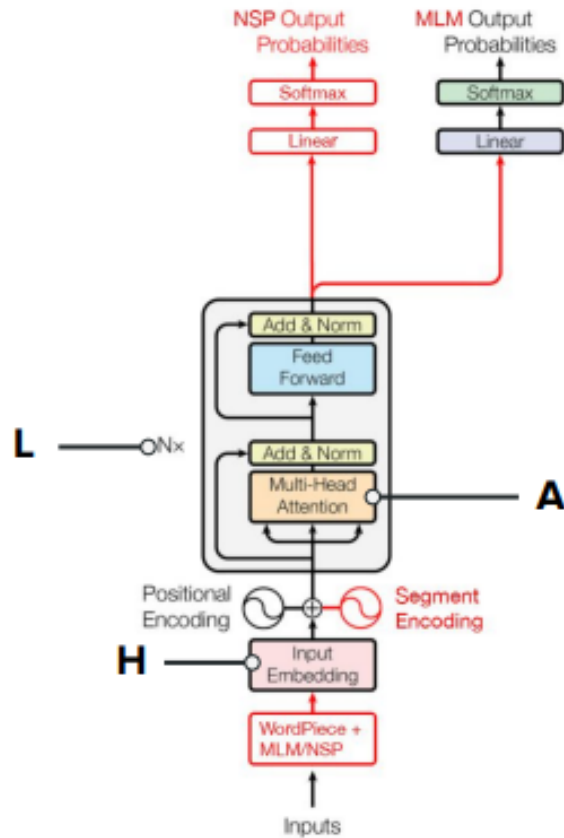 NSP Output
Probabilities
MLM Output
Probabilities
Softmax
Softmax
Linear
Linear
Add & Norm
Feed
Forward
L
N×
Add & Norm
Multi-Head
Attention
A
Positional
Encoding
Segment
Encoding
H
Input
Embedding
WordPiece +
MLM/NSP
Inputs